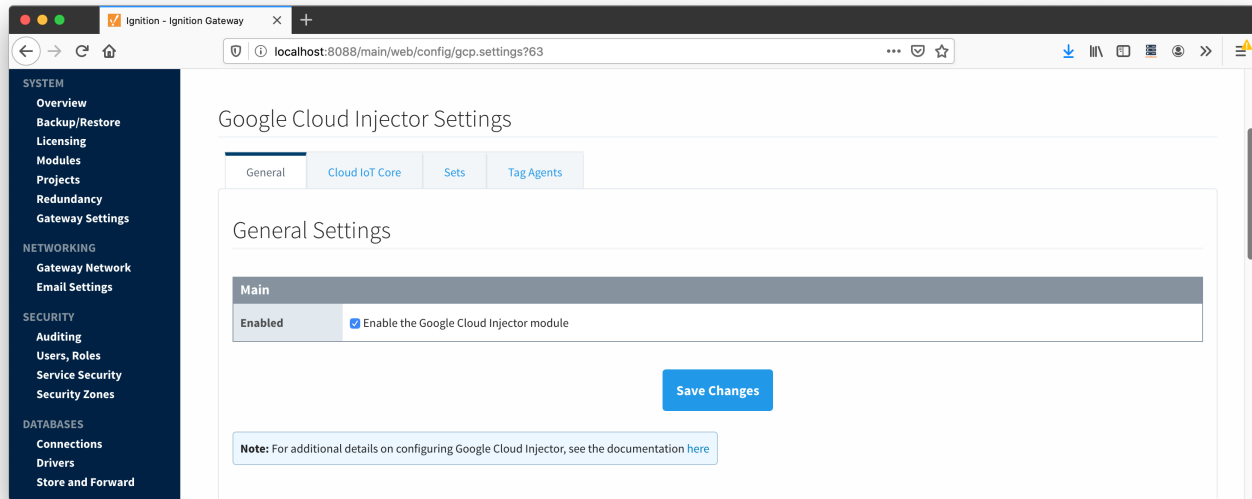 Ignition - Ignition Gateway
localhost:8088/main/web/config/gcp.settings?63
SYSTEM
Overview
Backup/Restore
Licensing
Modules
Projects
Redundancy
Gateway Settings
NETWORKING
Gateway Network
Email Settings
SECURITY
Auditing
Users, Roles
Service Security
Security Zones
DATABASES
Connections
Drivers
Store and Forward
Google Cloud Injector Settings
General Cloud IoT Core Sets Tag Agents
General Settings
Main
Enabled Enable the Google Cloud Injector module
Save Changes
Note: For additional details on configuring Google Cloud Injector, see the documentation here